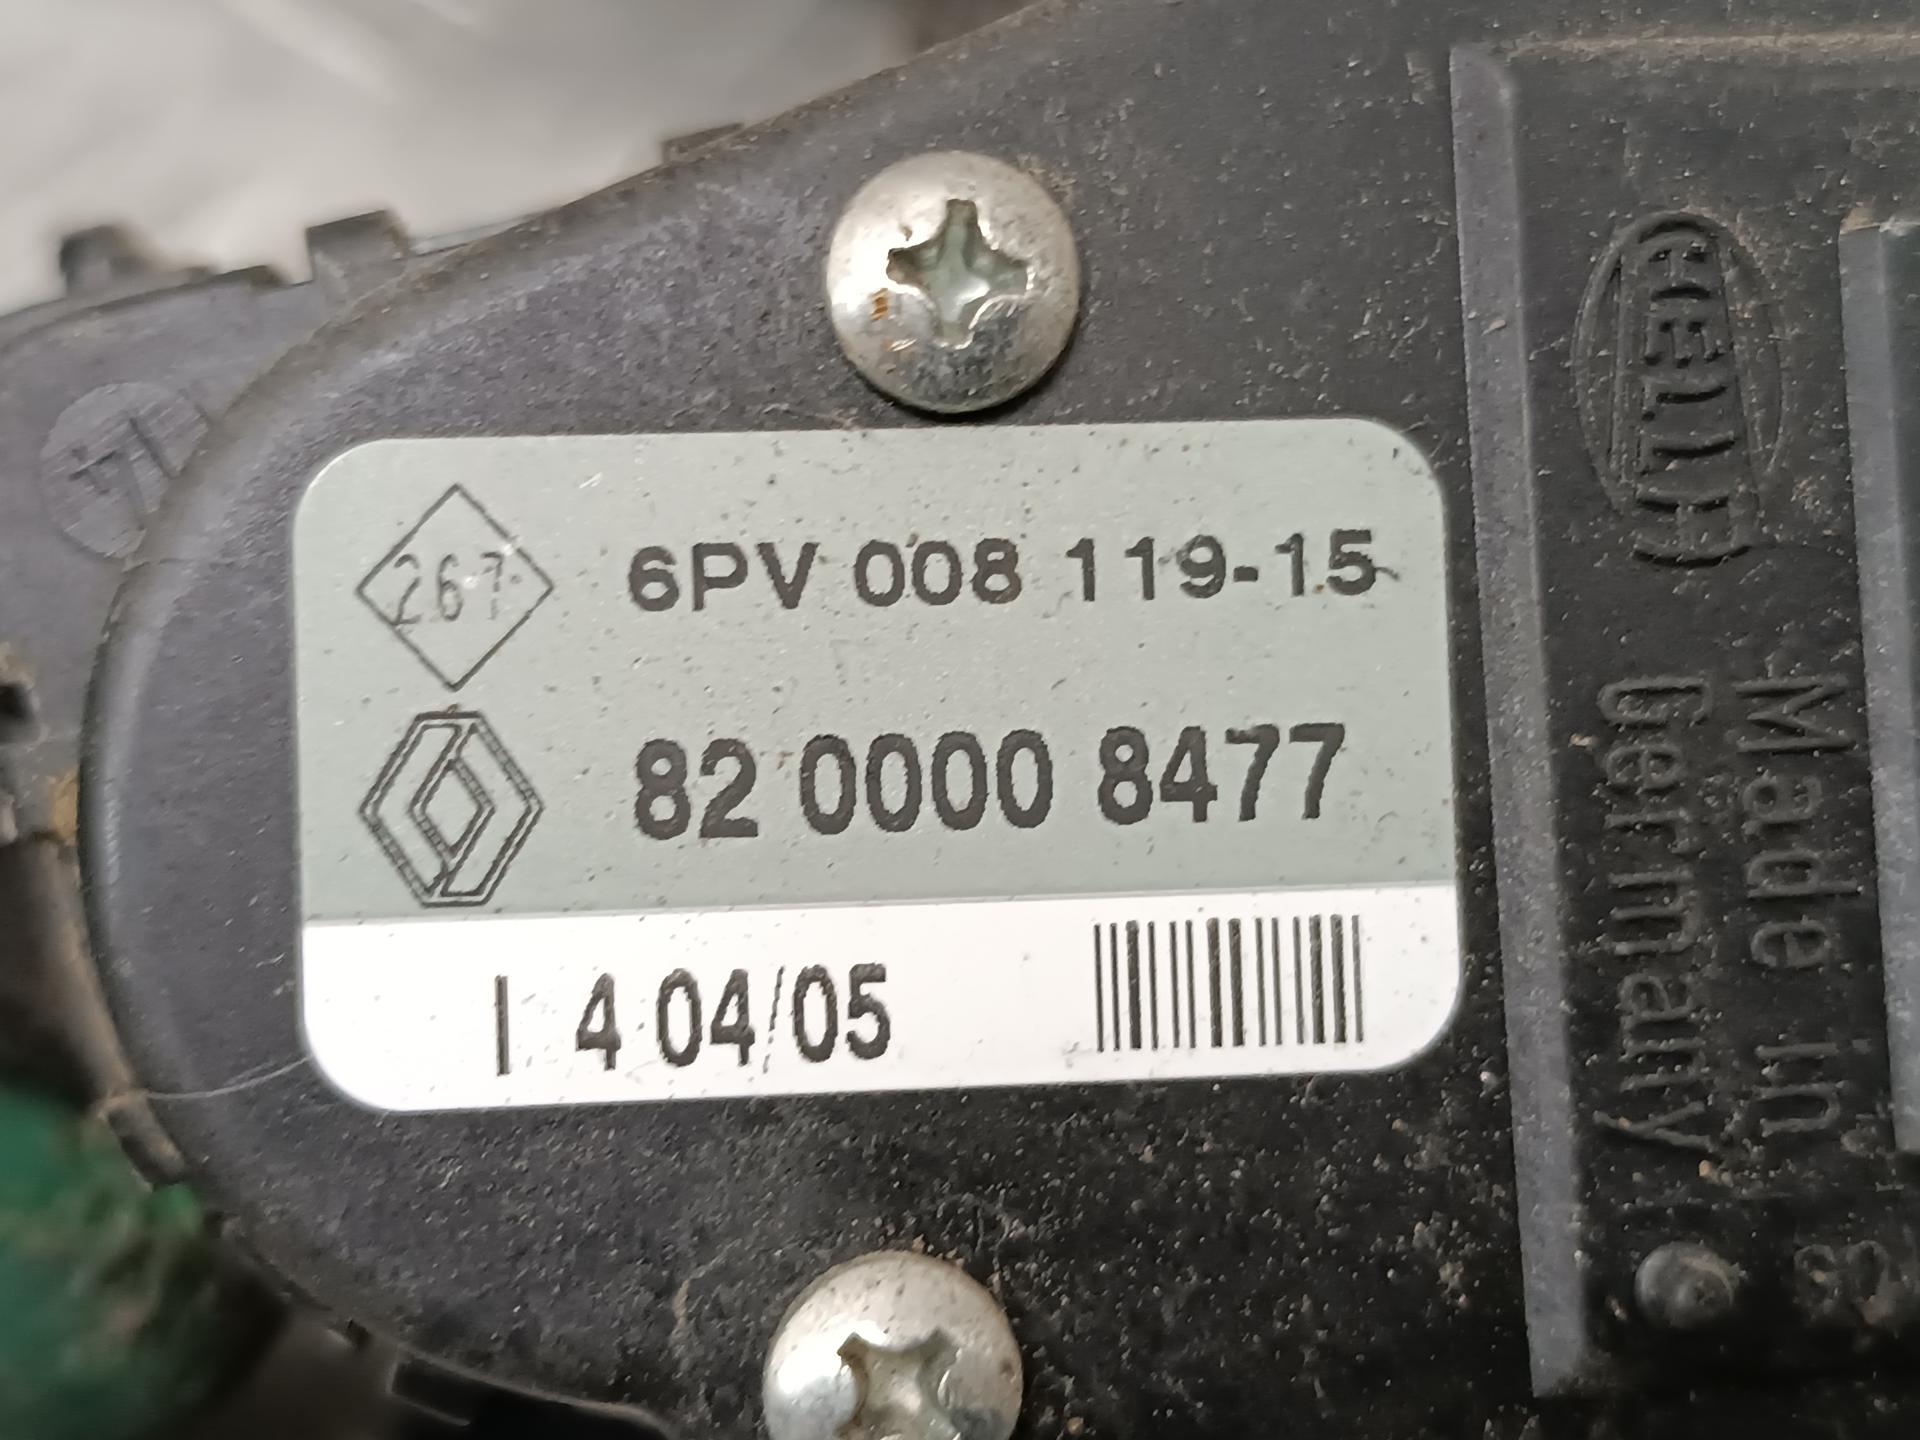 267
6PV 008 119-15
82 0000 8477
I 4 04/05
HELLA
Made in
Germany